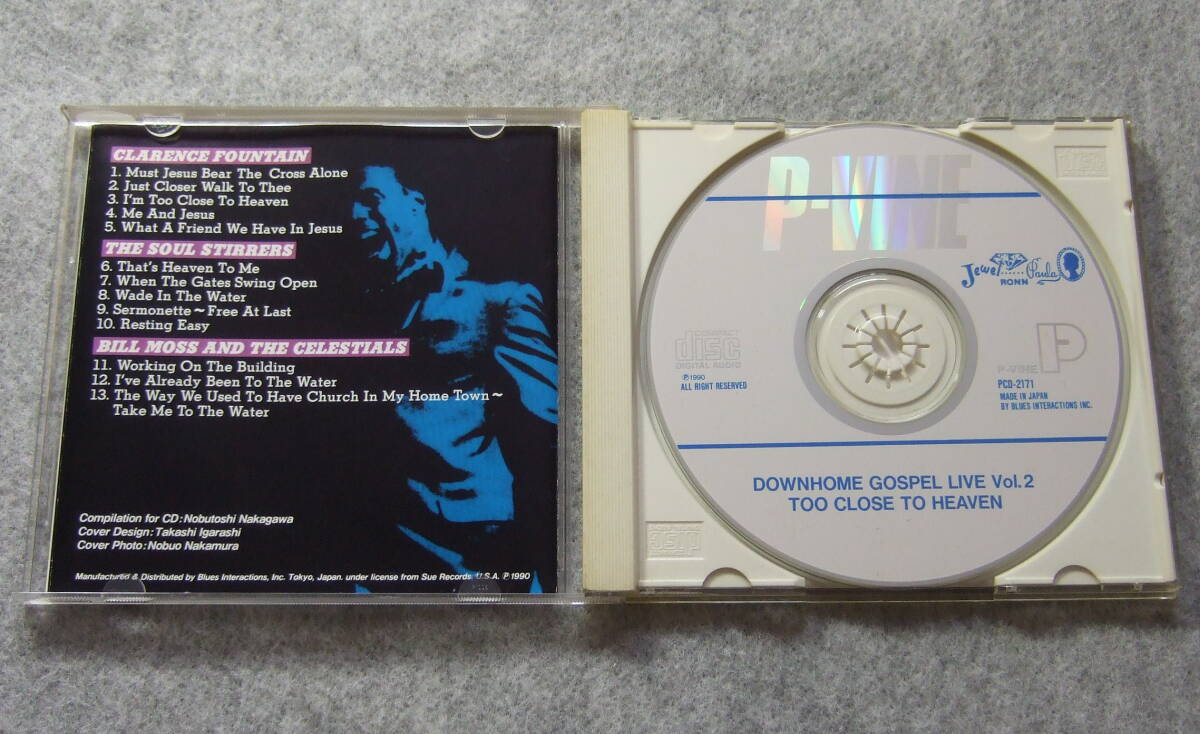 CLARENCE FOUNTAIN
1. Must Jesus Bear The Cross Alone
2. Just Closer Walk To Thee
3. I'm Too Close To Heaven
4. Me And Jesus
5. What A Friend We Have In Jesus
THE SOUL STIRRERS
6. That's Heaven To Me
7. When The Gates Swing Open
8. Wade In The Water
9. Sermonette~Free At Last
10. Resting Easy
BILL MOSS AND THE CELESTIALS
11. Working On The Building
12. I've Already Been To The Water
13. The Way We Used To Have Church In My Home Town~
Take Me To The Water
Compilation for CD: Nobutoshi Nakagawa
Cover Design: Takashi Igarashi
Cover Photo: Nobuo Nakamura
Manufactured & Distributed by Blues Interactions, Inc. Tokyo, Japan. under license from Sue Records, U.S.A. ℗1990
P-VINE
Jewel
RONN
Paula
COMPACT
disc
DIGITAL AUDIO
℗1990
ALL RIGHT RESERVED
P
P-VINE
PCD-2171
MADE IN JAPAN
BY BLUES INTERACTIONS INC.
DOWNHOME GOSPEL LIVE Vol.2
TOO CLOSE TO HEAVEN